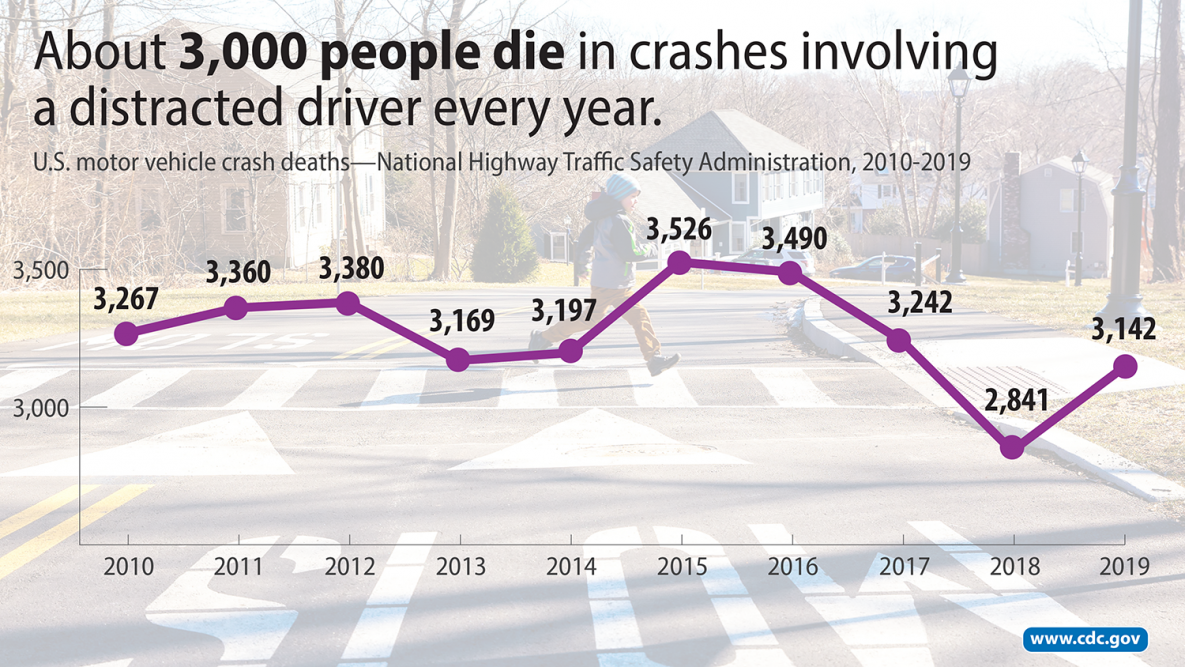 About 3,000 people die in crashes involving
a distracted driver every year.
U.S. motor vehicle crash deaths—National Highway Traffic Safety Administration, 2010-2019
3,500
3,000
3,267
3,360
3,380
3,169
3,197
3,526
3,490
3,242
2,841
3,142
2010 2011 2012 2013 2014 2015 2016 2017 2018 2019
SLOW
www.cdc.gov